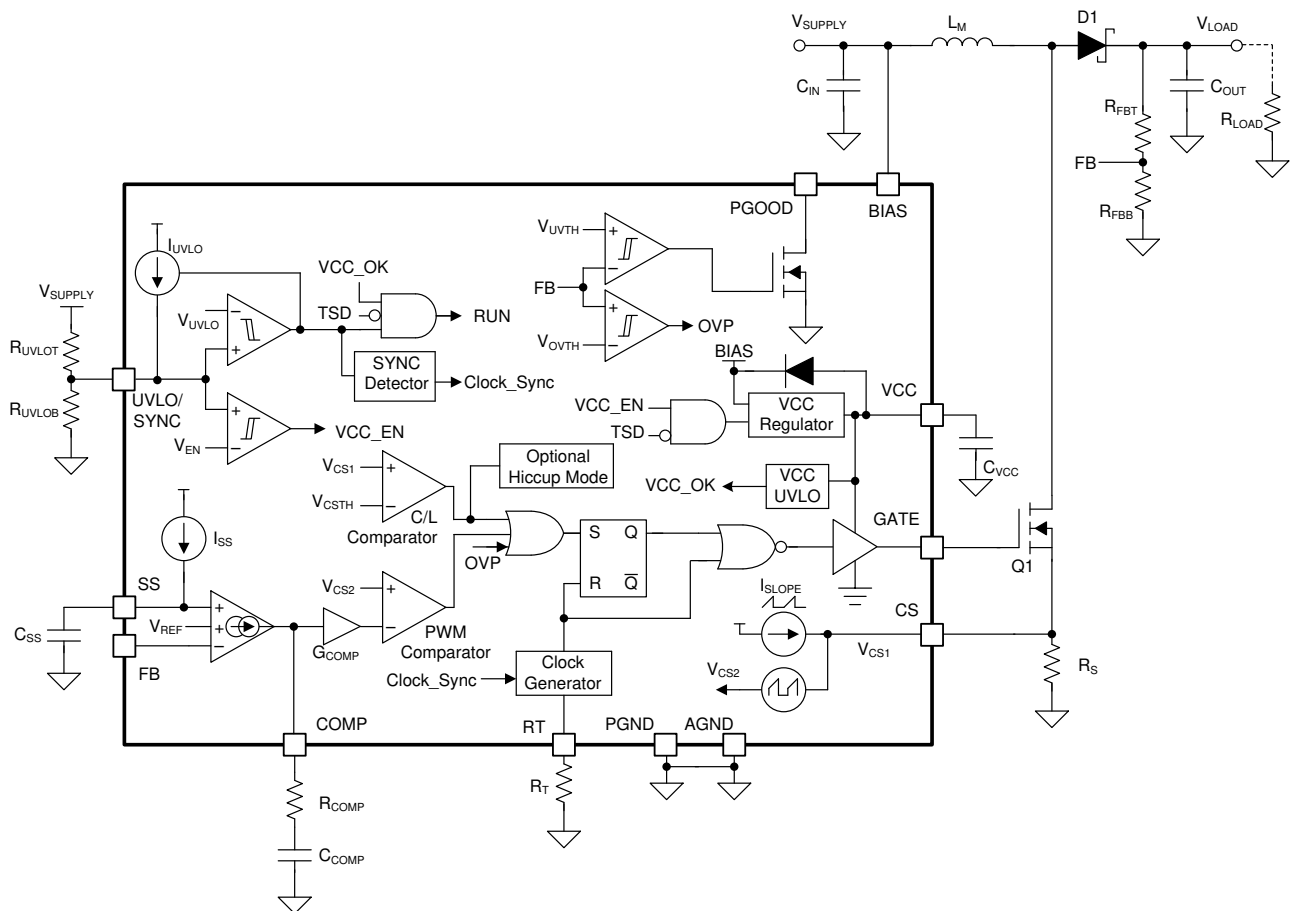 VSUPPLY
LM
D1
VLOAD
CIN
COUT
RFBT
RLOAD
FB
RFBB
PGOOD
BIAS
IUVLO
VUVTH
VCC_OK
FB
VSUPPLY
TSD
RUN
VUVLO
OVP
VOVTH
RUVLOT
SYNC
Detector
Clock_Sync
BIAS
UVLO/
SYNC
VCC
RUVLOB
VCC_EN
VCC
Regulator
TSD
VEN
VCC_EN
CVCC
VCS1
Optional
Hiccup Mode
VCC_OK
VCC
UVLO
VCSTH
C/L
Comparator
GATE
ISS
S
Q
OVP
R
Q
Q1
SS
VCS2
ISLOPE
CS
CSS
VREF
VCS1
FB
GCOMP
PWM
Comparator
Clock
Generator
VCS2
RS
Clock_Sync
COMP
RT
PGND
AGND
RT
RCOMP
CCOMP